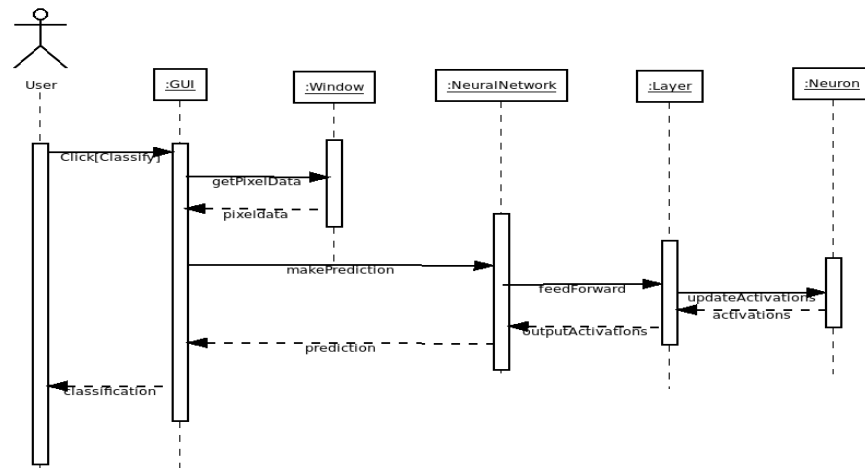 User
:GUI
:Window
:NeuralNetwork
:Layer
:Neuron
Click[Classify]
getPixelData
pixeldata
makePrediction
feedForward
updateActivations
activations
outputActivations
prediction
classification